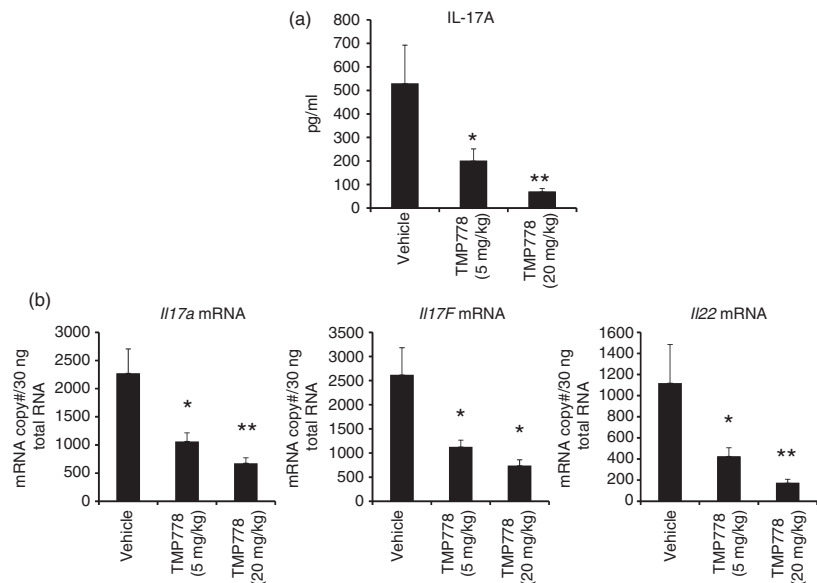 (a)
IL-17A
pg/ml
800
700
600
500
400
300
200
100
0
*
**
Vehicle
TMP778
(5 mg/kg)
TMP778
(20 mg/kg)
(b)
Il17a mRNA
mRNA copy#/30 ng
total RNA
3000
2500
2000
1500
1000
500
0
*
**
Vehicle
TMP778
(5 mg/kg)
TMP778
(20 mg/kg)
Il17F mRNA
mRNA copy#/30 ng
total RNA
3500
3000
2500
2000
1500
1000
500
0
*
*
Vehicle
TMP778
(5 mg/kg)
TMP778
(20 mg/kg)
Il22 mRNA
mRNA copy#/30 ng
total RNA
1600
1400
1200
1000
800
600
400
200
0
*
**
Vehicle
TMP778
(5 mg/kg)
TMP778
(20 mg/kg)